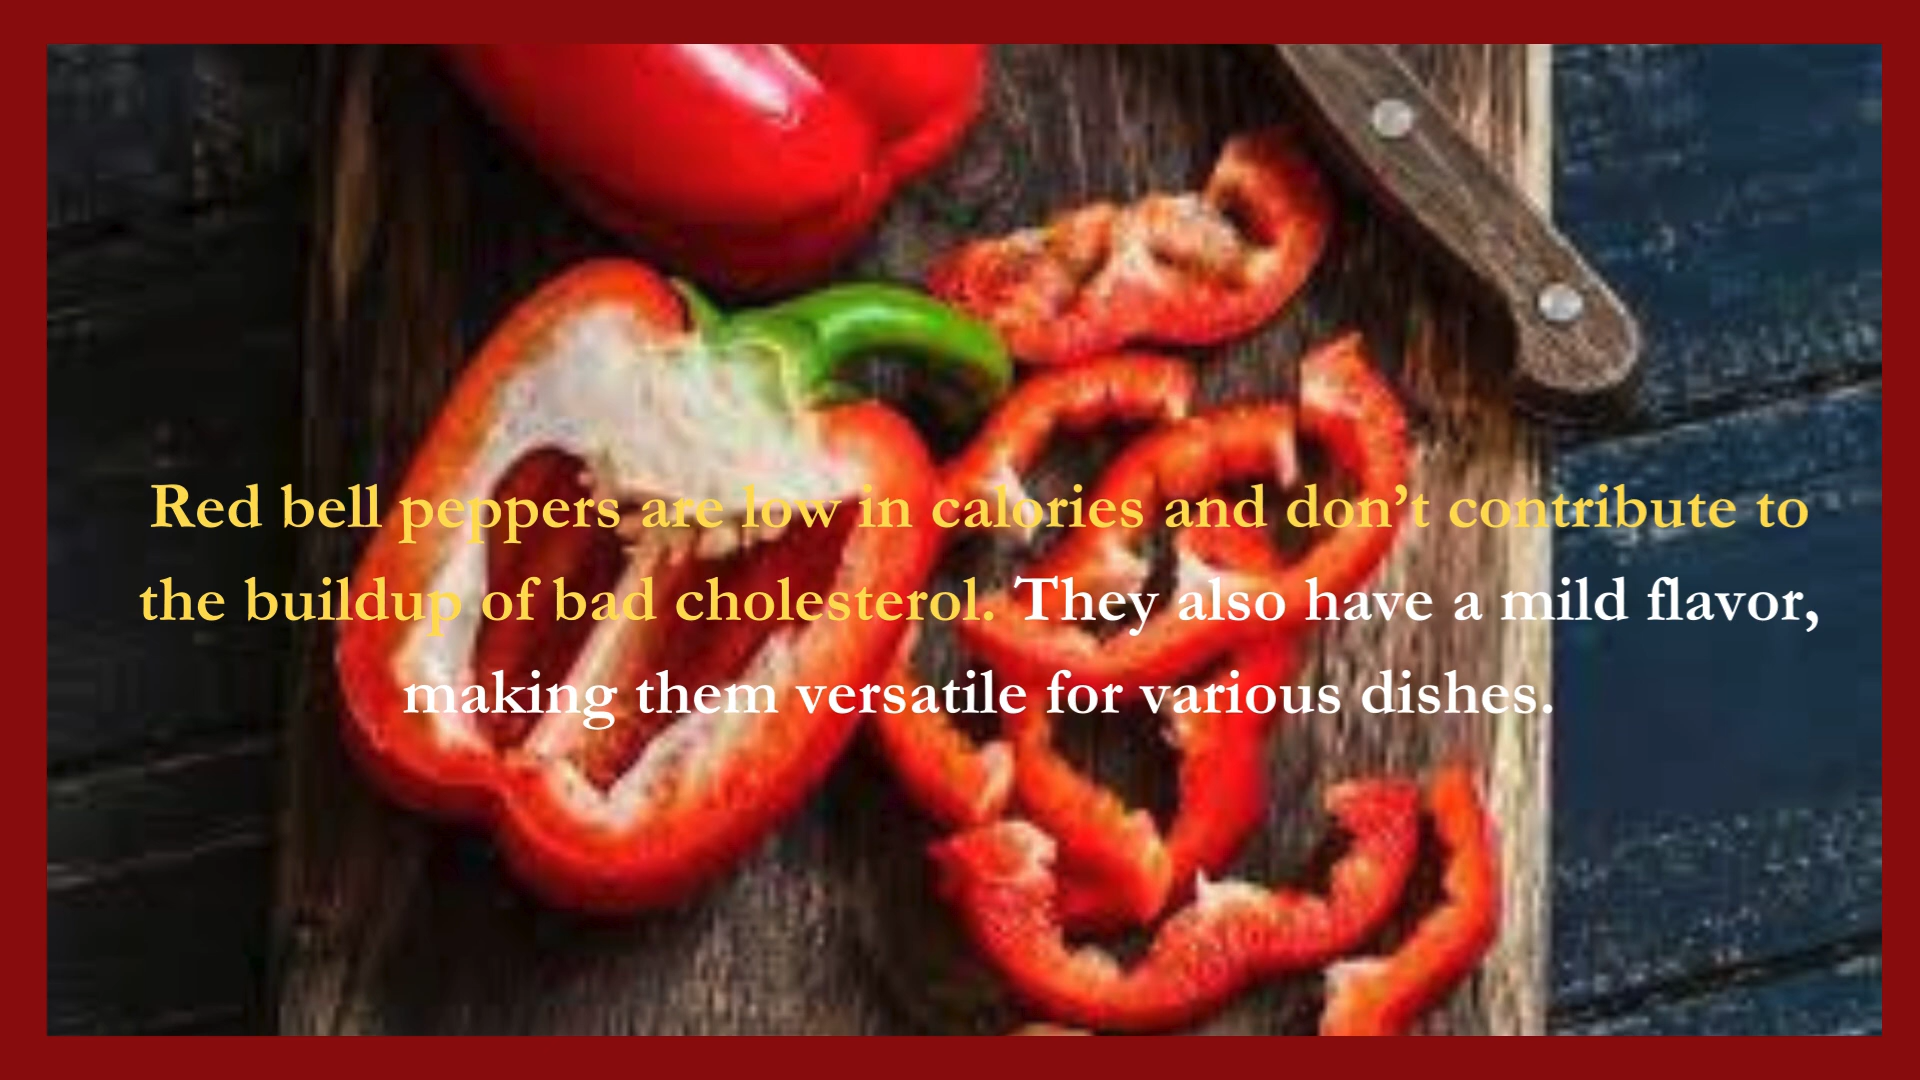 Red bell peppers are low in calories and don’t contribute to
the buildup of bad cholesterol. They also have a mild flavor,
making them versatile for various dishes.